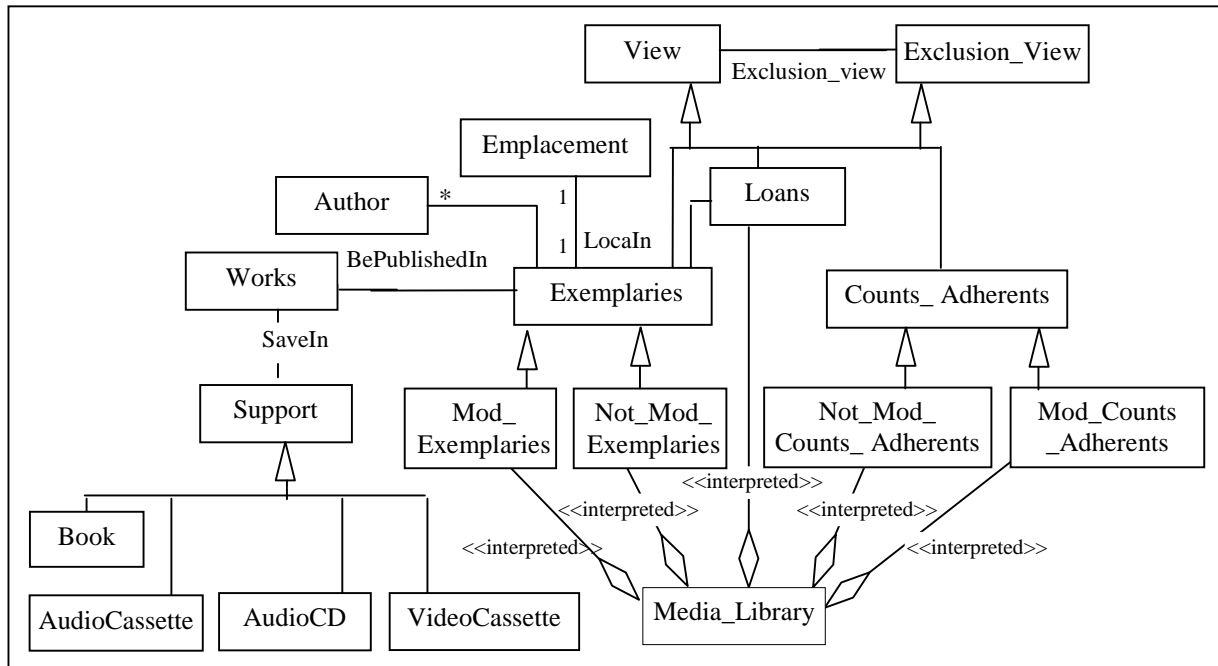 View
Exclusion_View
Exclusion_view
Emplacement
Author
*
1
Loans
1
LocaIn
BePublishedIn
Works
Exemplaries
Counts_ Adherents
SaveIn
Support
Mod_
Exemplaries
Not_Mod_
Exemplaries
Not_Mod_
Counts_ Adherents
Mod_Counts
_Adherents
<<interpreted>>
<<interpreted>>
<<interpreted>>
<<interpreted>>
<<interpreted>>
Book
AudioCassette
AudioCD
VideoCassette
Media_Library